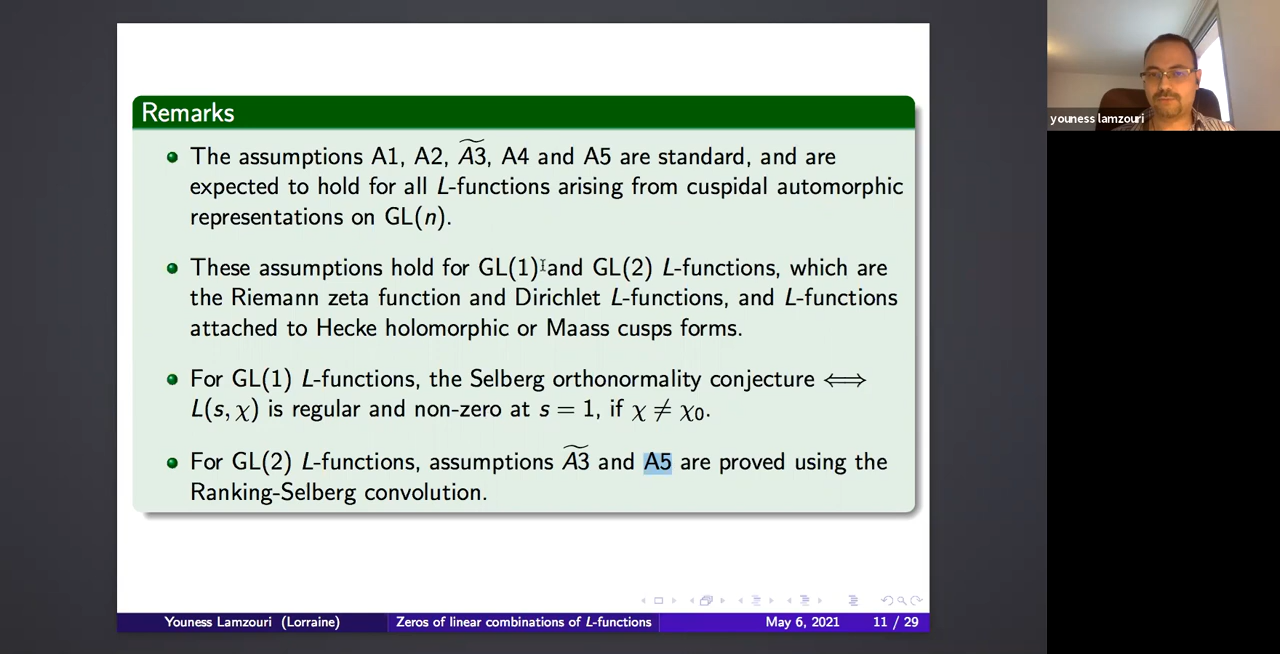 Remarks
The assumptions A1, A2, $\widetilde{A3}$, A4 and A5 are standard, and are
expected to hold for all L-functions arising from cuspidal automorphic
representations on GL(n).
These assumptions hold for GL(1) and GL(2) L-functions, which are
the Riemann zeta function and Dirichlet L-functions, and L-functions
attached to Hecke holomorphic or Maass cusps forms.
For GL(1) L-functions, the Selberg orthonormality conjecture ⟺
L(s, χ) is regular and non-zero at s = 1, if χ ≠ χ₀.
For GL(2) L-functions, assumptions $\widetilde{A3}$ and A5 are proved using the
Ranking-Selberg convolution.
Youness Lamzouri (Lorraine) Zeros of linear combinations of L-functions May 6, 2021 11 / 29
youness lamzouri